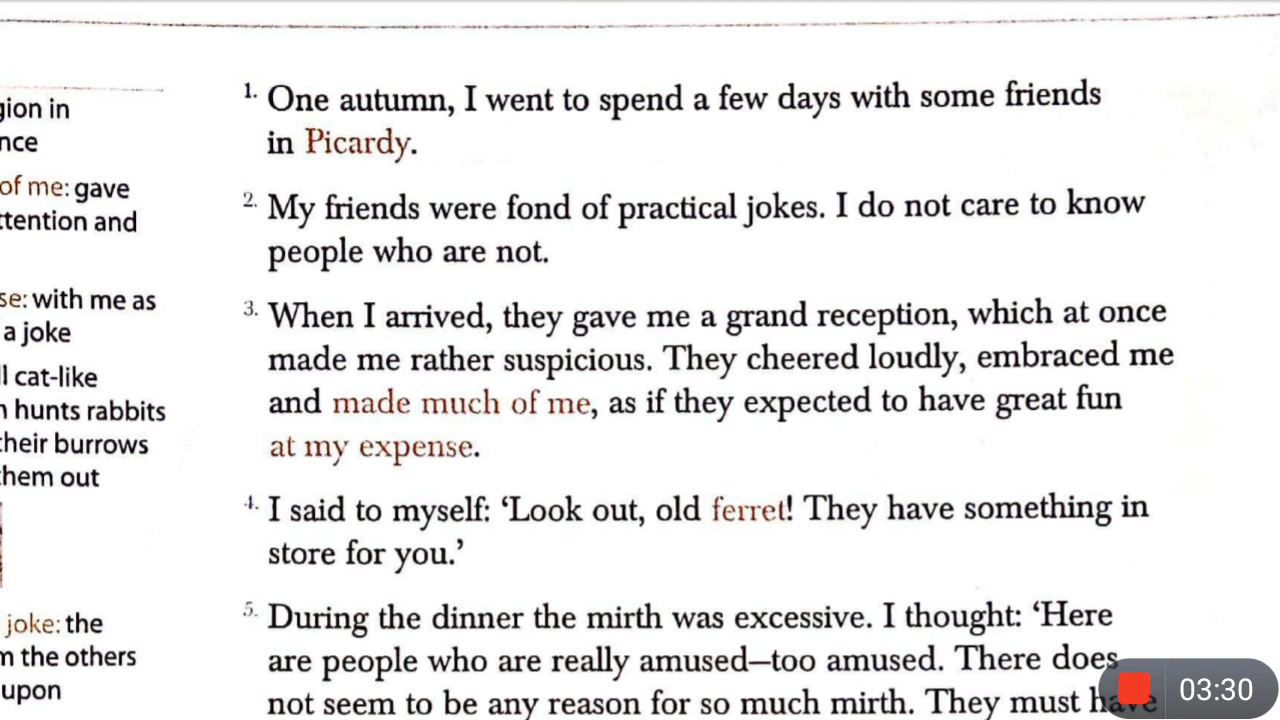 gion in
nce
of me: gave
ttention and
se: with me as
a joke
l cat-like
n hunts rabbits
their burrows
them out
joke: the
m the others
upon
1. One autumn, I went to spend a few days with some friends
in Picardy.
2. My friends were fond of practical jokes. I do not care to know
people who are not.
3. When I arrived, they gave me a grand reception, which at once
made me rather suspicious. They cheered loudly, embraced me
and made much of me, as if they expected to have great fun
at my expense.
4. I said to myself: ‘Look out, old ferret! They have something in
store for you.’
5. During the dinner the mirth was excessive. I thought: ‘Here
are people who are really amused—too amused. There does
not seem to be any reason for so much mirth. They must have
03:30